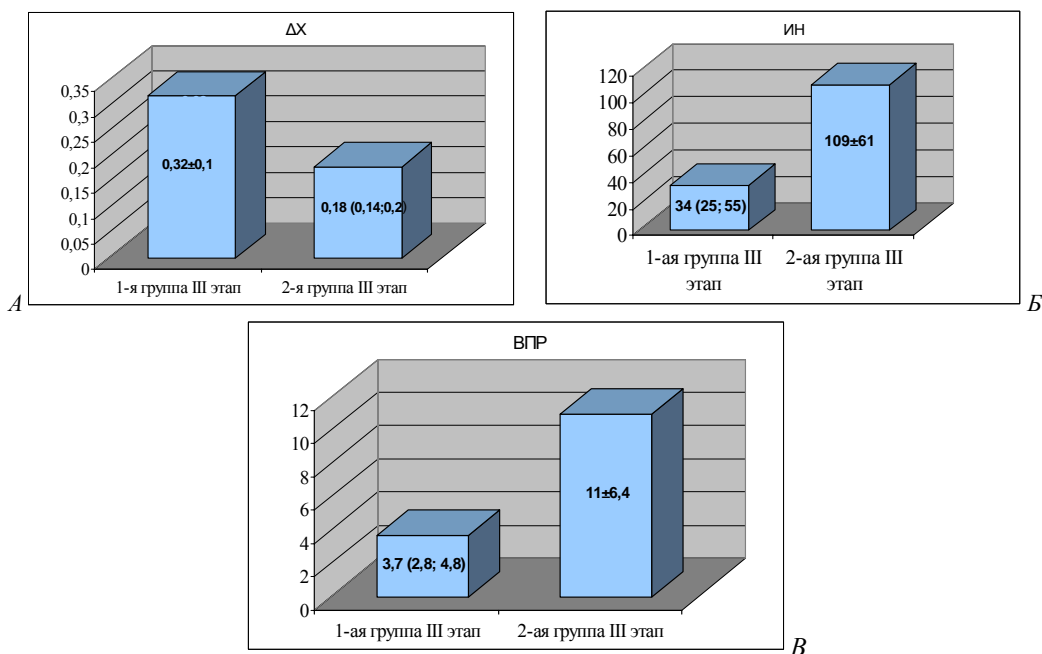 ΔX
0,35
0,3
0,25
0,2
0,15
0,1
0,05
0
0,32±0,1
0,18 (0,14;0,2)
1-я группа III этап
2-я группа III этап
А
ИН
120
100
80
60
40
20
0
34 (25; 55)
109±61
1-ая группа III
этап
2-ая группа III
этап
Б
ВПР
12
10
8
6
4
2
0
3,7 (2,8; 4,8)
11±6,4
1-ая группа III этап
2-ая группа III этап
В